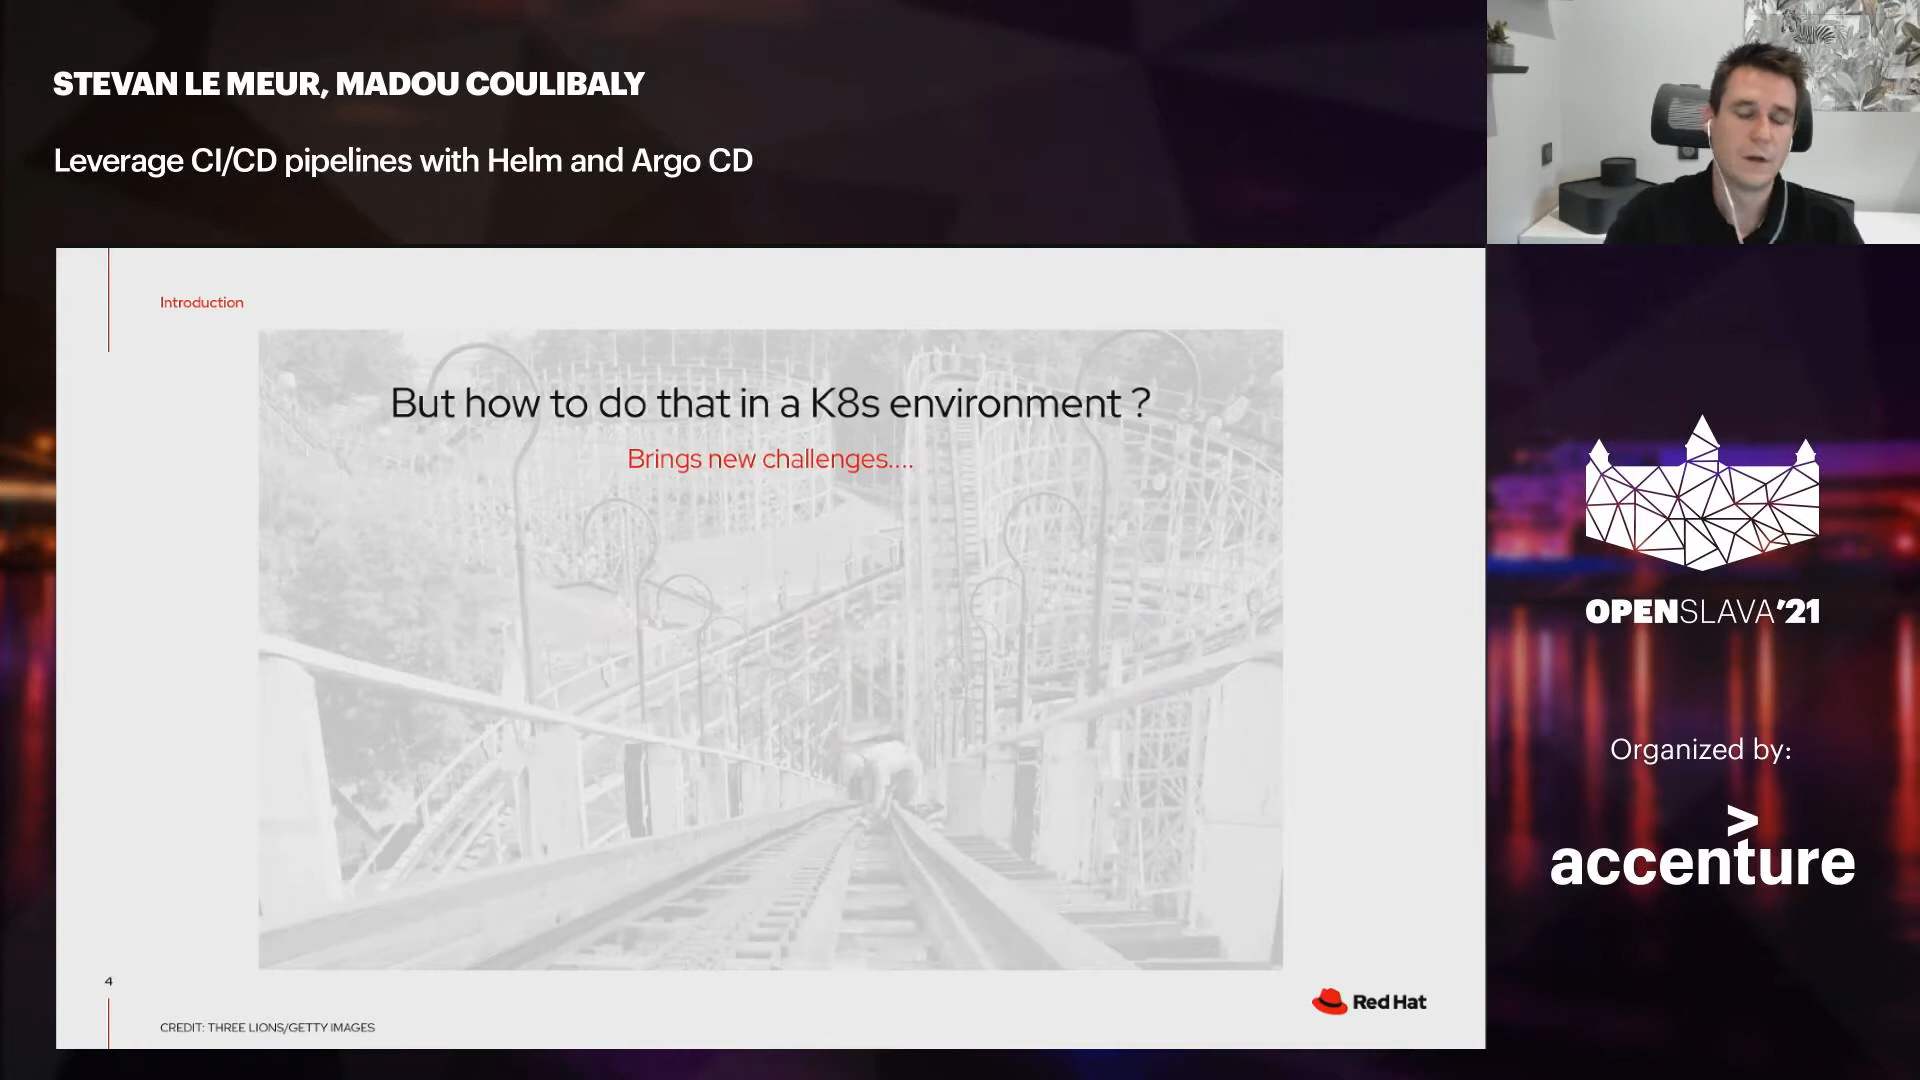 STEVAN LE MEUR, MADOU COULIBALY
Leverage CI/CD pipelines with Helm and Argo CD
Introduction
But how to do that in a K8s environment ?
Brings new challenges....
4
CREDIT: THREE LIONS/GETTY IMAGES
Red Hat
OPENSLAVA'21
Organized by:
>
accenture